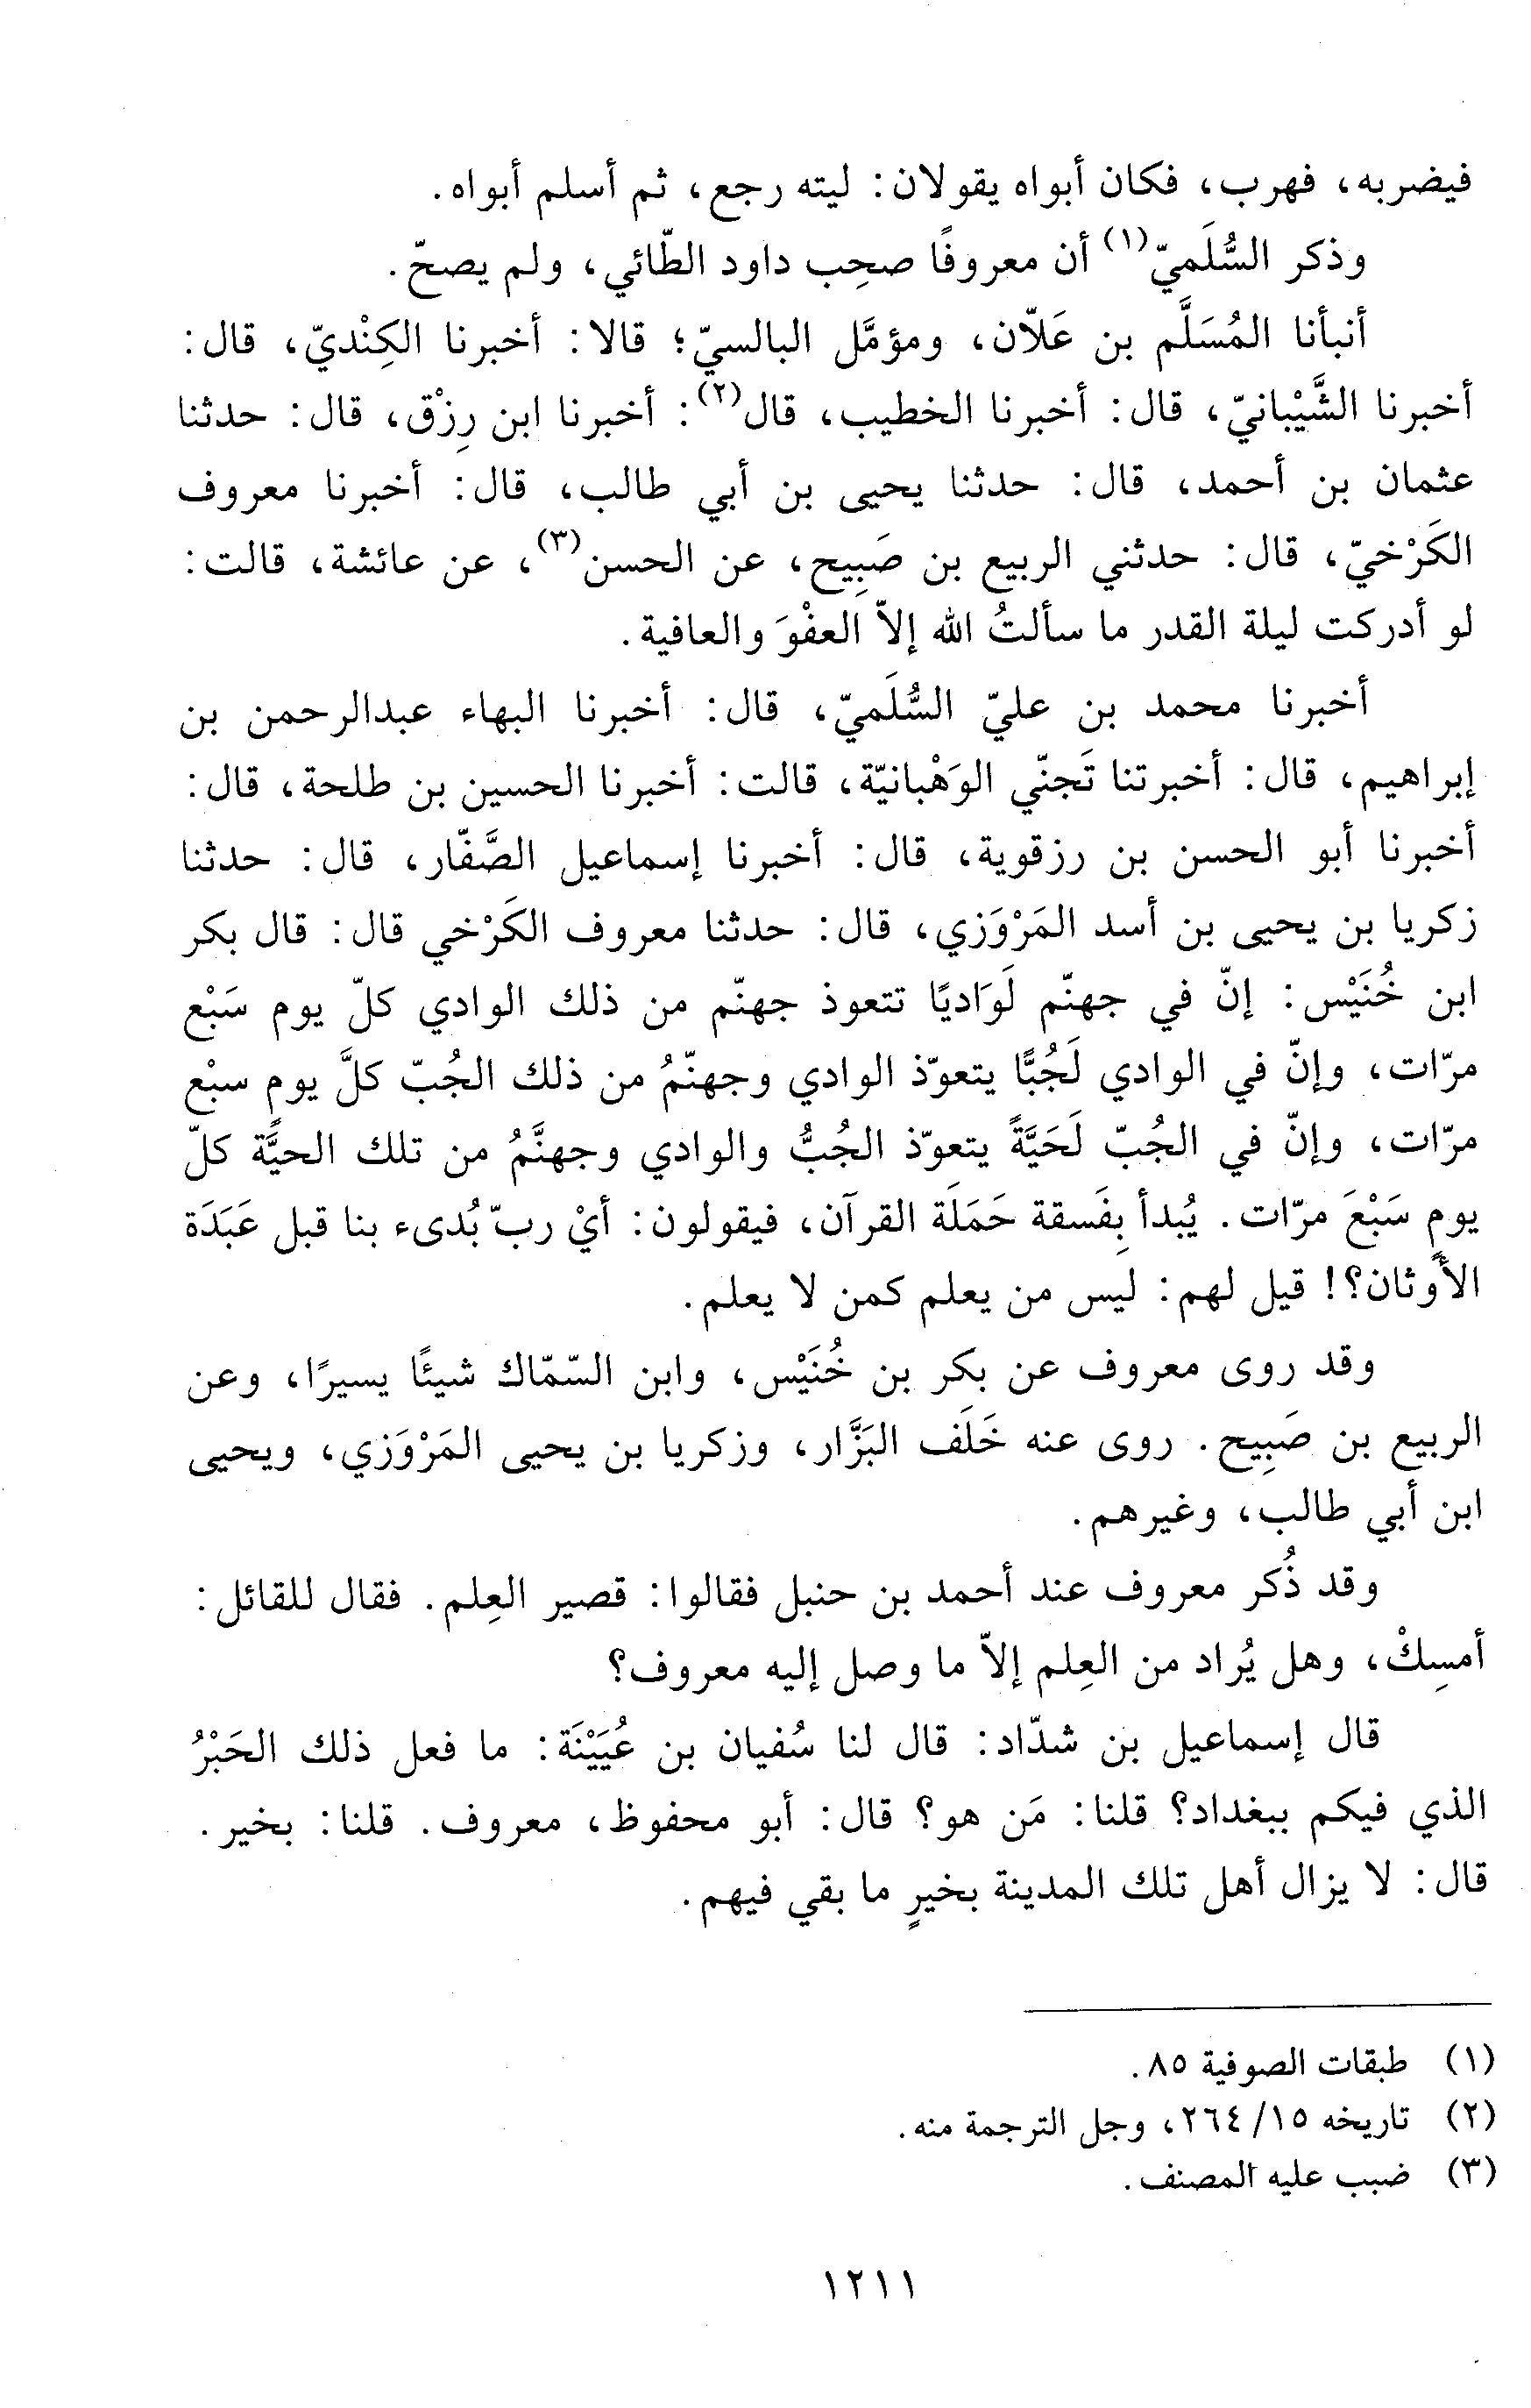 فيضربه، فهرب، فكان أبواه يقولان: ليته رجع، ثم أسلم أبواه.
وذكر السُّلَميّ(١) أن معروفًا صحِب داود الطّائي، ولم يصحّ.
أنبأنا المُسَلَّم بن عَلاّن، ومؤمَّل البالسيّ؛ قالا: أخبرنا الكِنْديّ، قال:
أخبرنا الشَّيْبانيّ، قال: أخبرنا الخطيب، قال(٢): أخبرنا ابن رِزْق، قال: حدثنا
عثمان بن أحمد، قال: حدثنا يحيى بن أبي طالب، قال: أخبرنا معروف
الكَرْخيّ، قال: حدثني الربيع بن صَبِيح، عن الحسن(٣)، عن عائشة، قالت:
لو أدركت ليلة القدر ما سألتُ الله إلاّ العفْوَ والعافية.
أخبرنا محمد بن عليّ السُّلَميّ، قال: أخبرنا البهاء عبدالرحمن بن
إبراهيم، قال: أخبرتنا تَجنّي الوَهْبانيّة، قالت: أخبرنا الحسين بن طلحة، قال:
أخبرنا أبو الحسن بن رزقوية، قال: أخبرنا إسماعيل الصَّفّار، قال: حدثنا
زكريا بن يحيى بن أسد المَرْوَزي، قال: حدثنا معروف الكَرْخي قال: قال بكر
ابن خُنَيْس: إنّ في جهنّم لَوَاديًا تتعوذ جهنّم من ذلك الوادي كلّ يوم سَبْع
مرّات، وإنّ في الوادي لَجُبًّا يتعوّذ الوادي وجهنّمُ من ذلك الجُبّ كلَّ يومٍ سبْع
مرّات، وإنّ في الجُبّ لَحَيَّةً يتعوّذ الجُبُّ والوادي وجهنَّمُ من تلك الحيَّة كلّ
يومٍ سَبْعَ مرّات. يُبدأ بِفَسقة حَمَلَة القرآن، فيقولون: أيْ ربّ بُدىء بنا قبل عَبَدَة
الأوثان؟! قيل لهم: ليس من يعلم كمن لا يعلم.
وقد روى معروف عن بكر بن خُنَيْس، وابن السّمّاك شيئًا يسيرًا، وعن
الربيع بن صَبِيح. روى عنه خَلَف البَزَّار، وزكريا بن يحيى المَرْوَزي، ويحيى
ابن أبي طالب، وغيرهم.
وقد ذُكر معروف عند أحمد بن حنبل فقالوا: قصير العِلم. فقال للقائل:
أمسِكْ، وهل يُراد من العِلم إلاّ ما وصل إليه معروف؟
قال إسماعيل بن شدّاد: قال لنا سُفيان بن عُيَيْنَة: ما فعل ذلك الحَبْرُ
الذي فيكم ببغداد؟ قلنا: مَن هو؟ قال: أبو محفوظ، معروف. قلنا: بخير.
قال: لا يزال أهل تلك المدينة بخيرٍ ما بقي فيهم.
(١) طبقات الصوفية ٨٥.
(٢) تاريخه ١٥/ ٢٦٤، وجل الترجمة منه.
(٣) ضبب عليه المصنف.
١٢١١